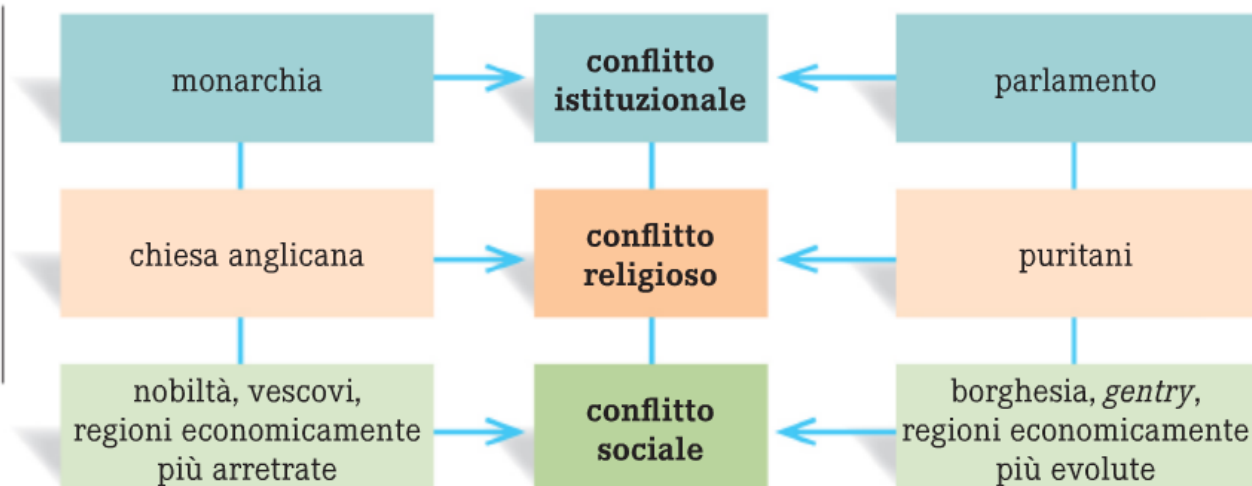 monarchia
conflitto
istituzionale
parlamento
chiesa anglicana
conflitto
religioso
puritani
nobiltà, vescovi,
regioni economicamente
più arretrate
conflitto
sociale
borghesia, gentry,
regioni economicamente
più evolute